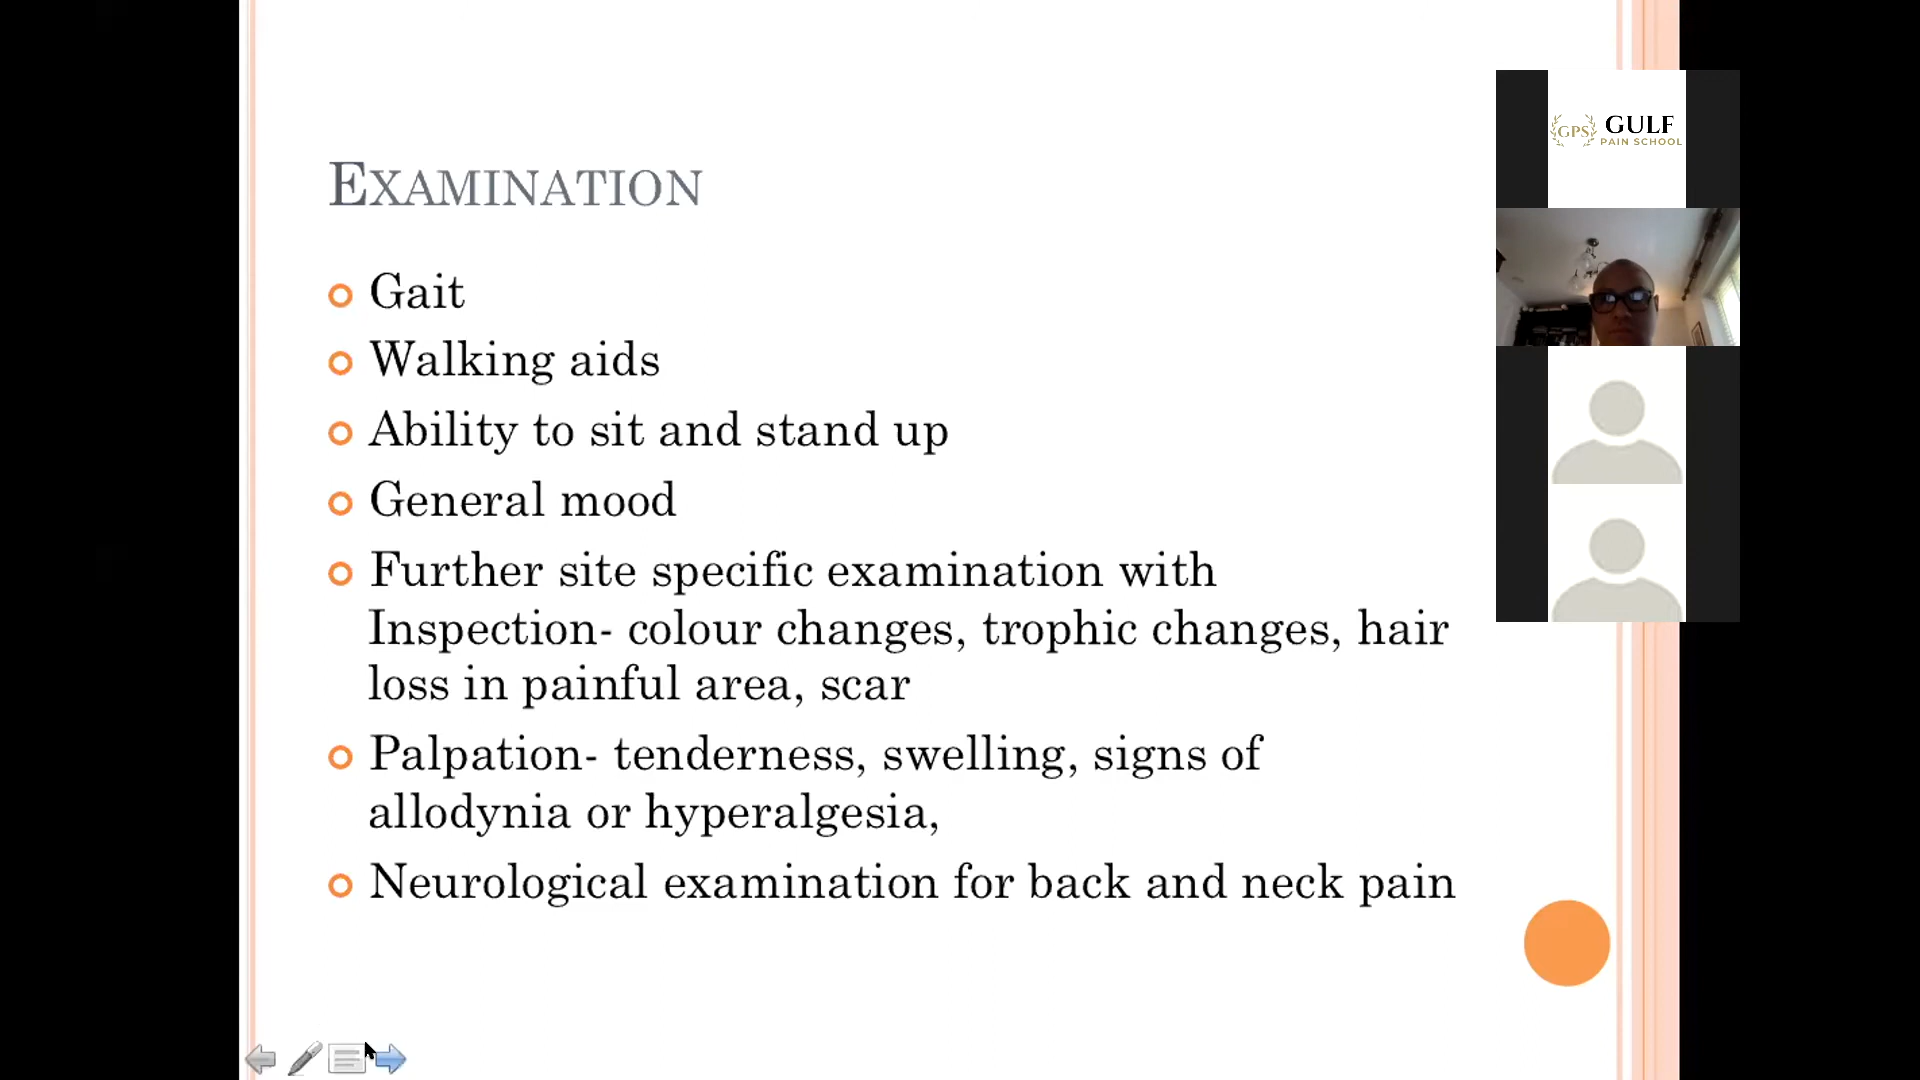 EXAMINATION
Gait
Walking aids
Ability to sit and stand up
General mood
Further site specific examination with
Inspection- colour changes, trophic changes, hair
loss in painful area, scar
Palpation- tenderness, swelling, signs of
allodynia or hyperalgesia,
Neurological examination for back and neck pain
GPS GULF
PAIN SCHOOL